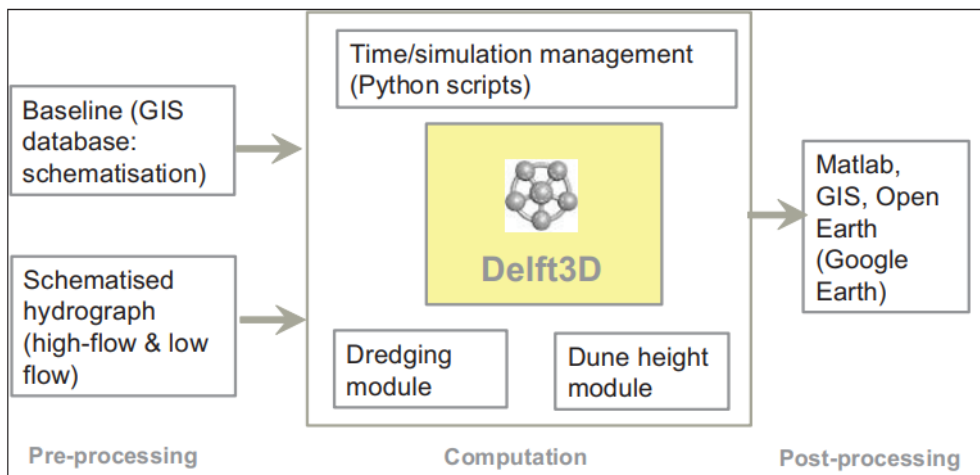 Baseline (GIS
database:
schematisation)
Schematised
hydrograph
(high-flow & low
flow)
Pre-processing
Time/simulation management
(Python scripts)
Delft3D
Dredging
module
Dune height
module
Computation
Matlab,
GIS, Open
Earth
(Google
Earth)
Post-processing